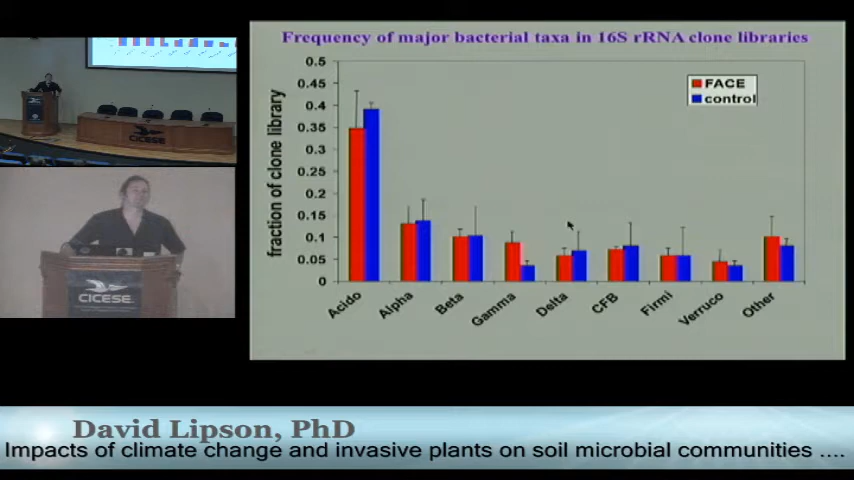 Frequency of major bacterial taxa in 16S rRNA clone libraries
fraction of clone library
0.5
0.45
0.4
0.35
0.3
0.25
0.2
0.15
0.1
0.05
0
FACE
control
Acido
Alpha
Beta
Gamma
Delta
CFB
Firmi
Verruco
Other
CICESE
CICESE
David Lipson, PhD
Impacts of climate change and invasive plants on soil microbial communities ....